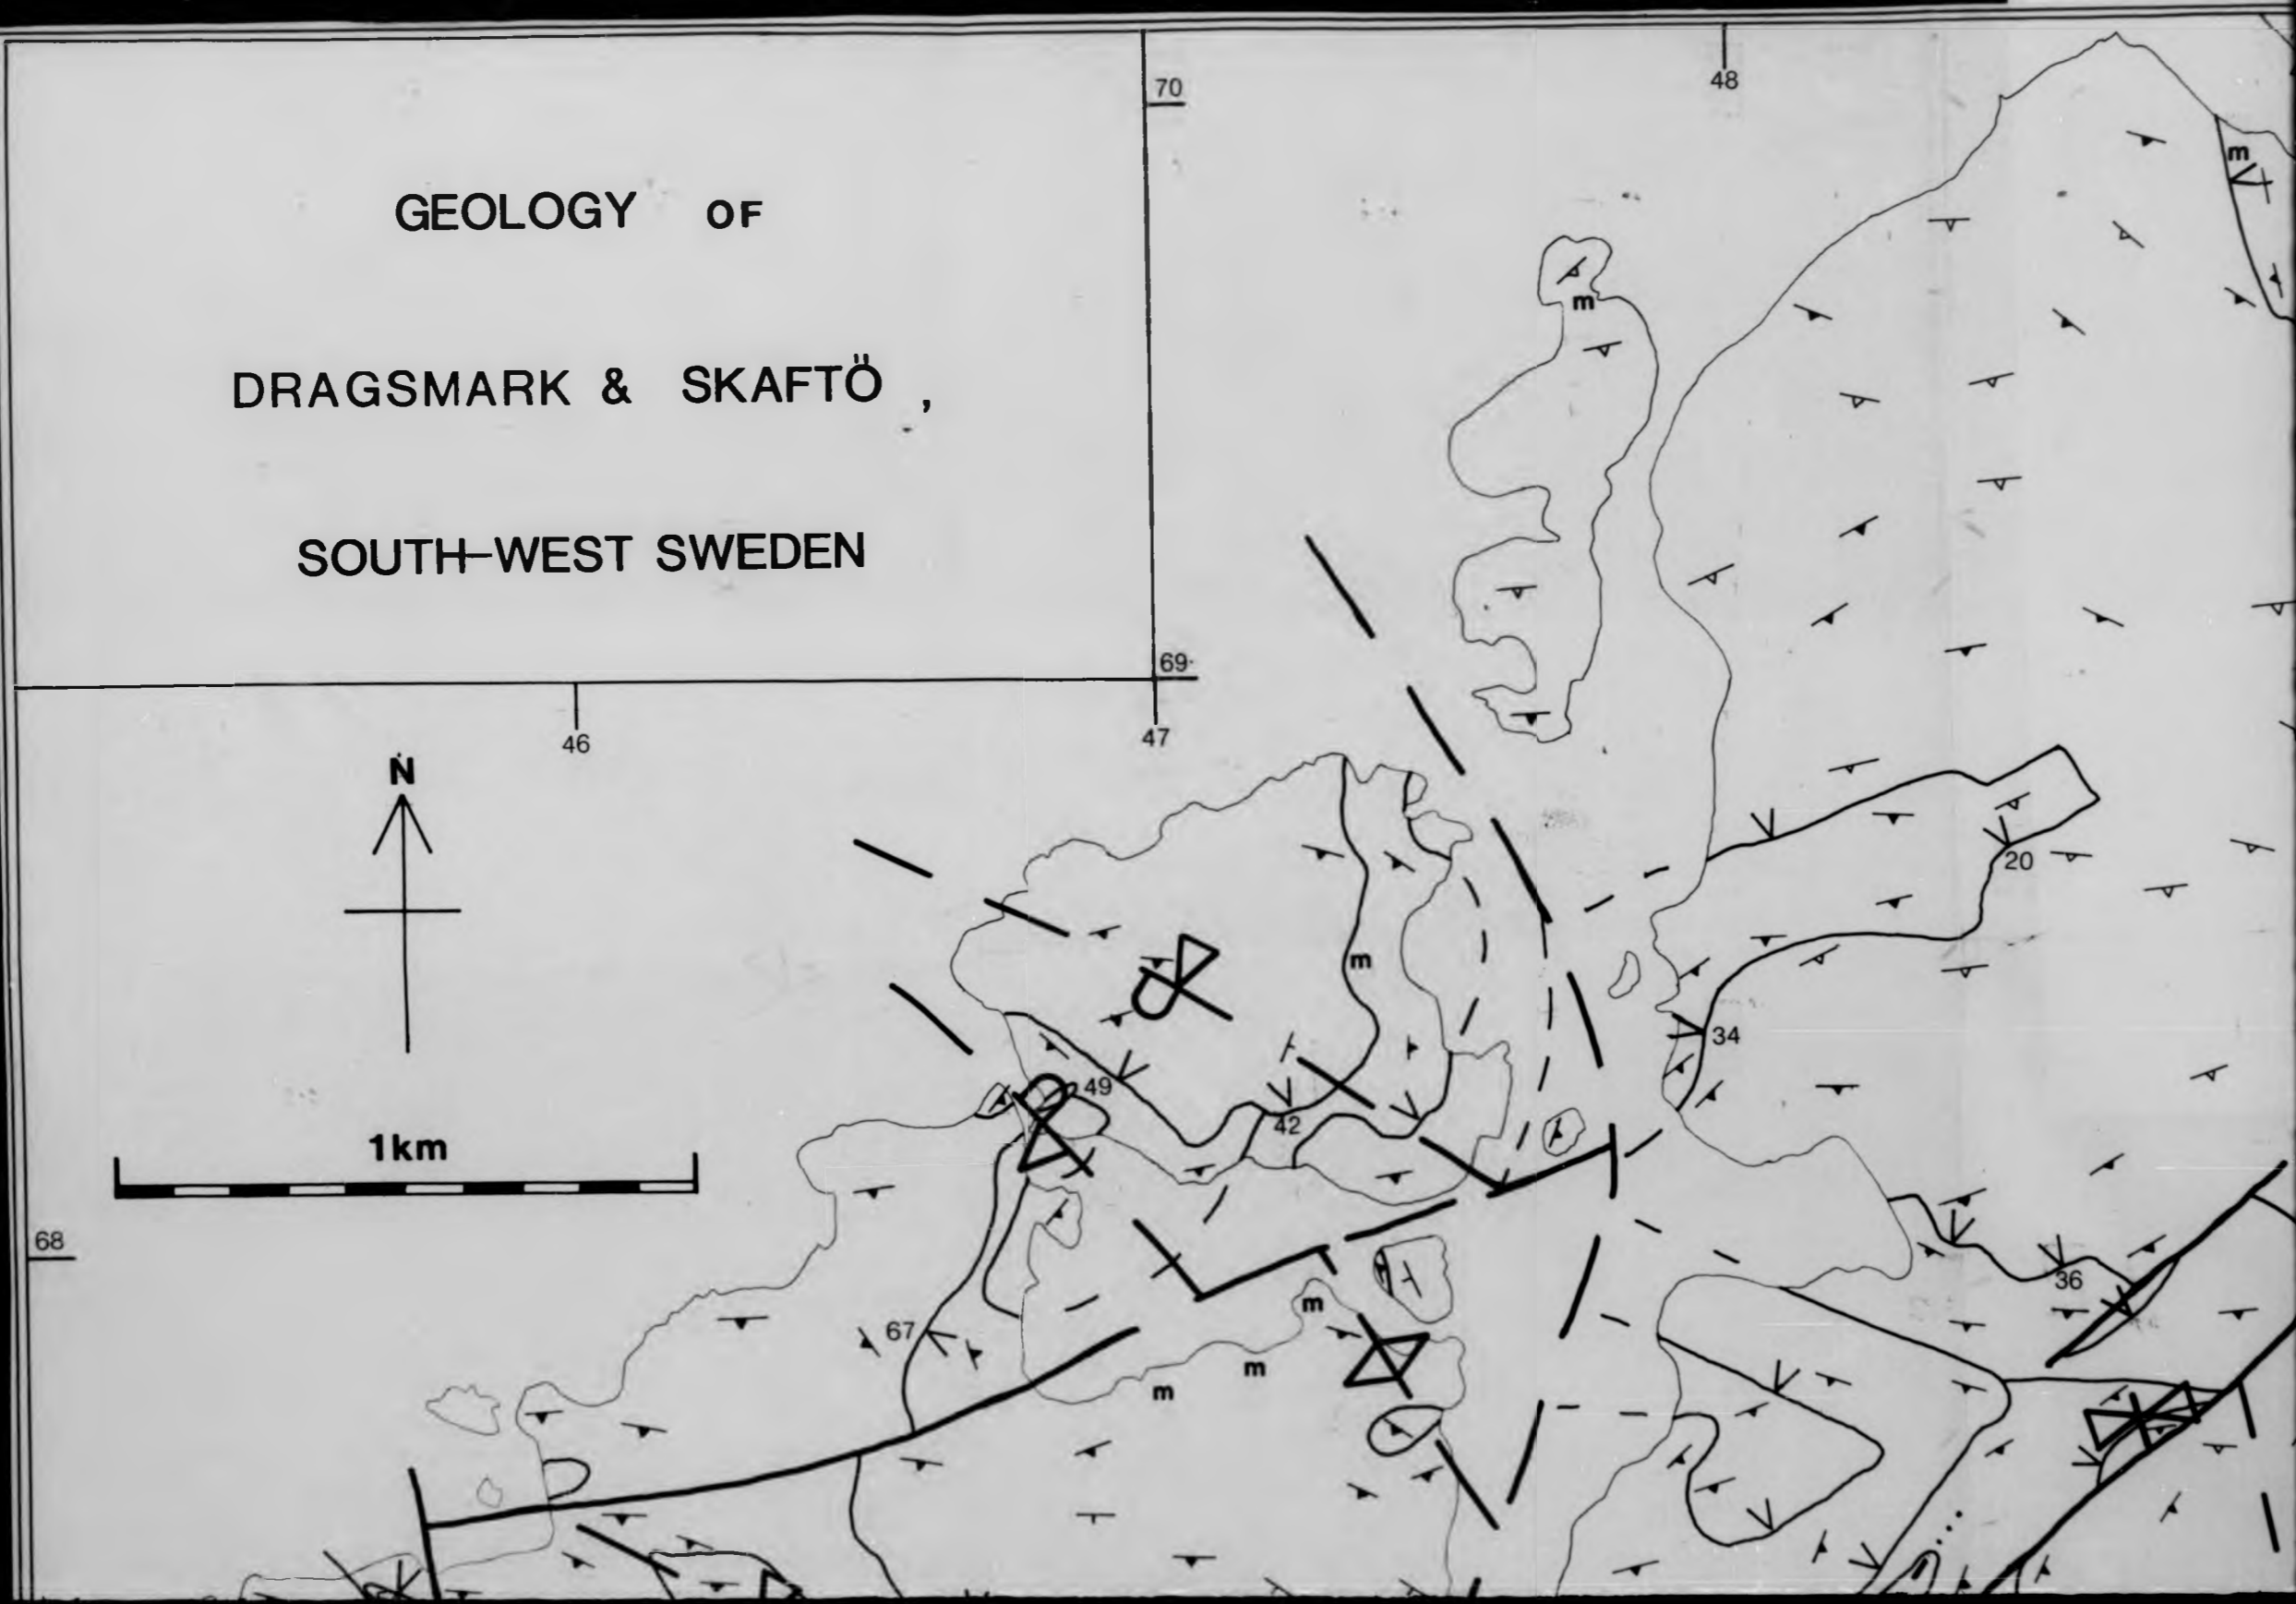 GEOLOGY OF
DRAGSMARK & SKAFTÖ ,
SOUTH-WEST SWEDEN
70
48
m
m
69
46
47
N
20
m
34
49
42
1km
68
36
m
67
m
m